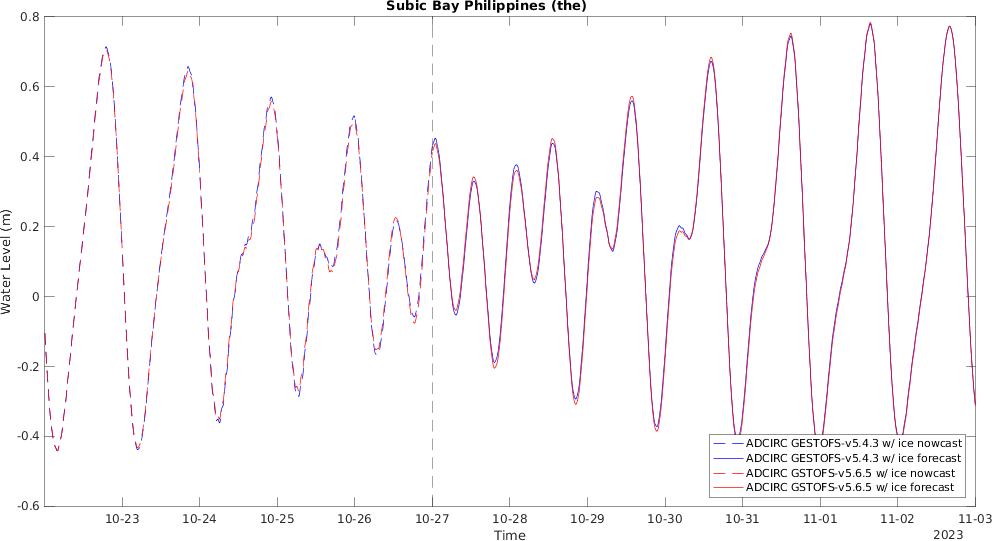 Subic Bay Philippines (the)
Water Level (m)
0.8
0.6
0.4
0.2
0
-0.2
-0.4
-0.6
ADCIRC GESTOFS-v5.4.3 w/ ice nowcast
ADCIRC GESTOFS-v5.4.3 w/ ice forecast
ADCIRC GSTOFS-v5.6.5 w/ ice nowcast
ADCIRC GSTOFS-v5.6.5 w/ ice forecast
10-23 10-24 10-25 10-26 10-27 10-28 10-29 10-30 10-31 11-01 11-02 11-03
Time
2023